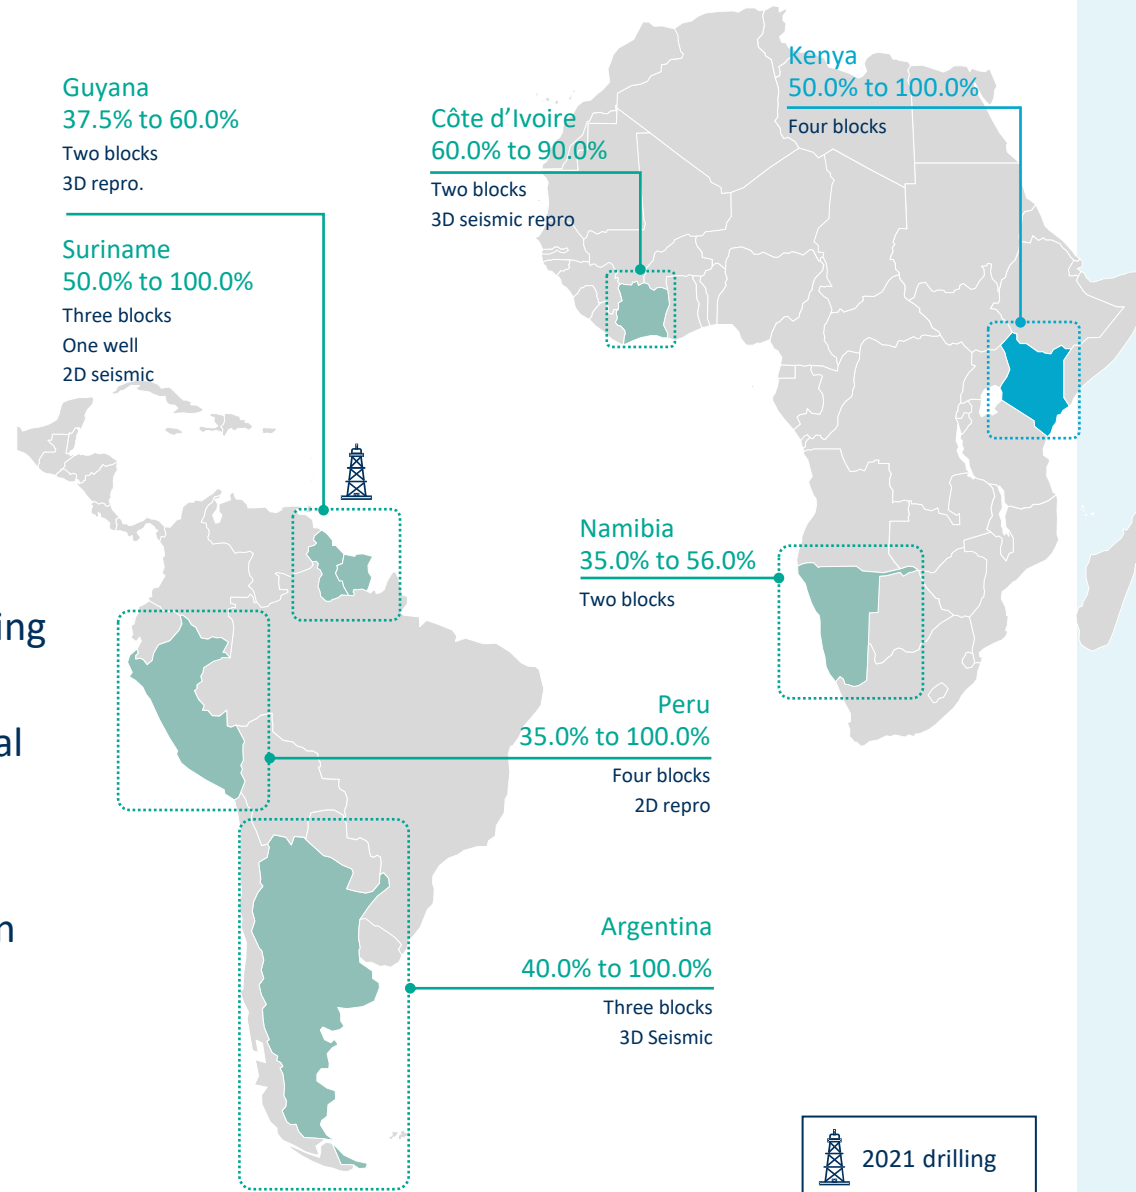 Guyana
37.5% to 60.0%
Two blocks
3D repro.
Suriname
50.0% to 100.0%
Three blocks
One well
2D seismic
Côte d’Ivoire
60.0% to 90.0%
Two blocks
3D seismic repro
Kenya
50.0% to 100.0%
Four blocks
Namibia
35.0% to 56.0%
Two blocks
Peru
35.0% to 100.0%
Four blocks
2D repro
Argentina
40.0% to 100.0%
Three blocks
3D Seismic
2021 drilling